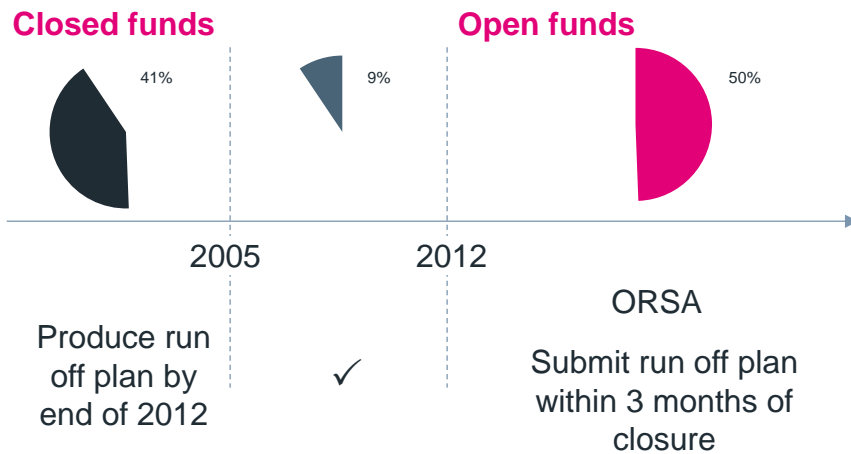 Closed funds
Open funds
41%
9%
50%
2005
2012
Produce run
off plan by
end of 2012
✓
ORSA
Submit run off plan
within 3 months of
closure